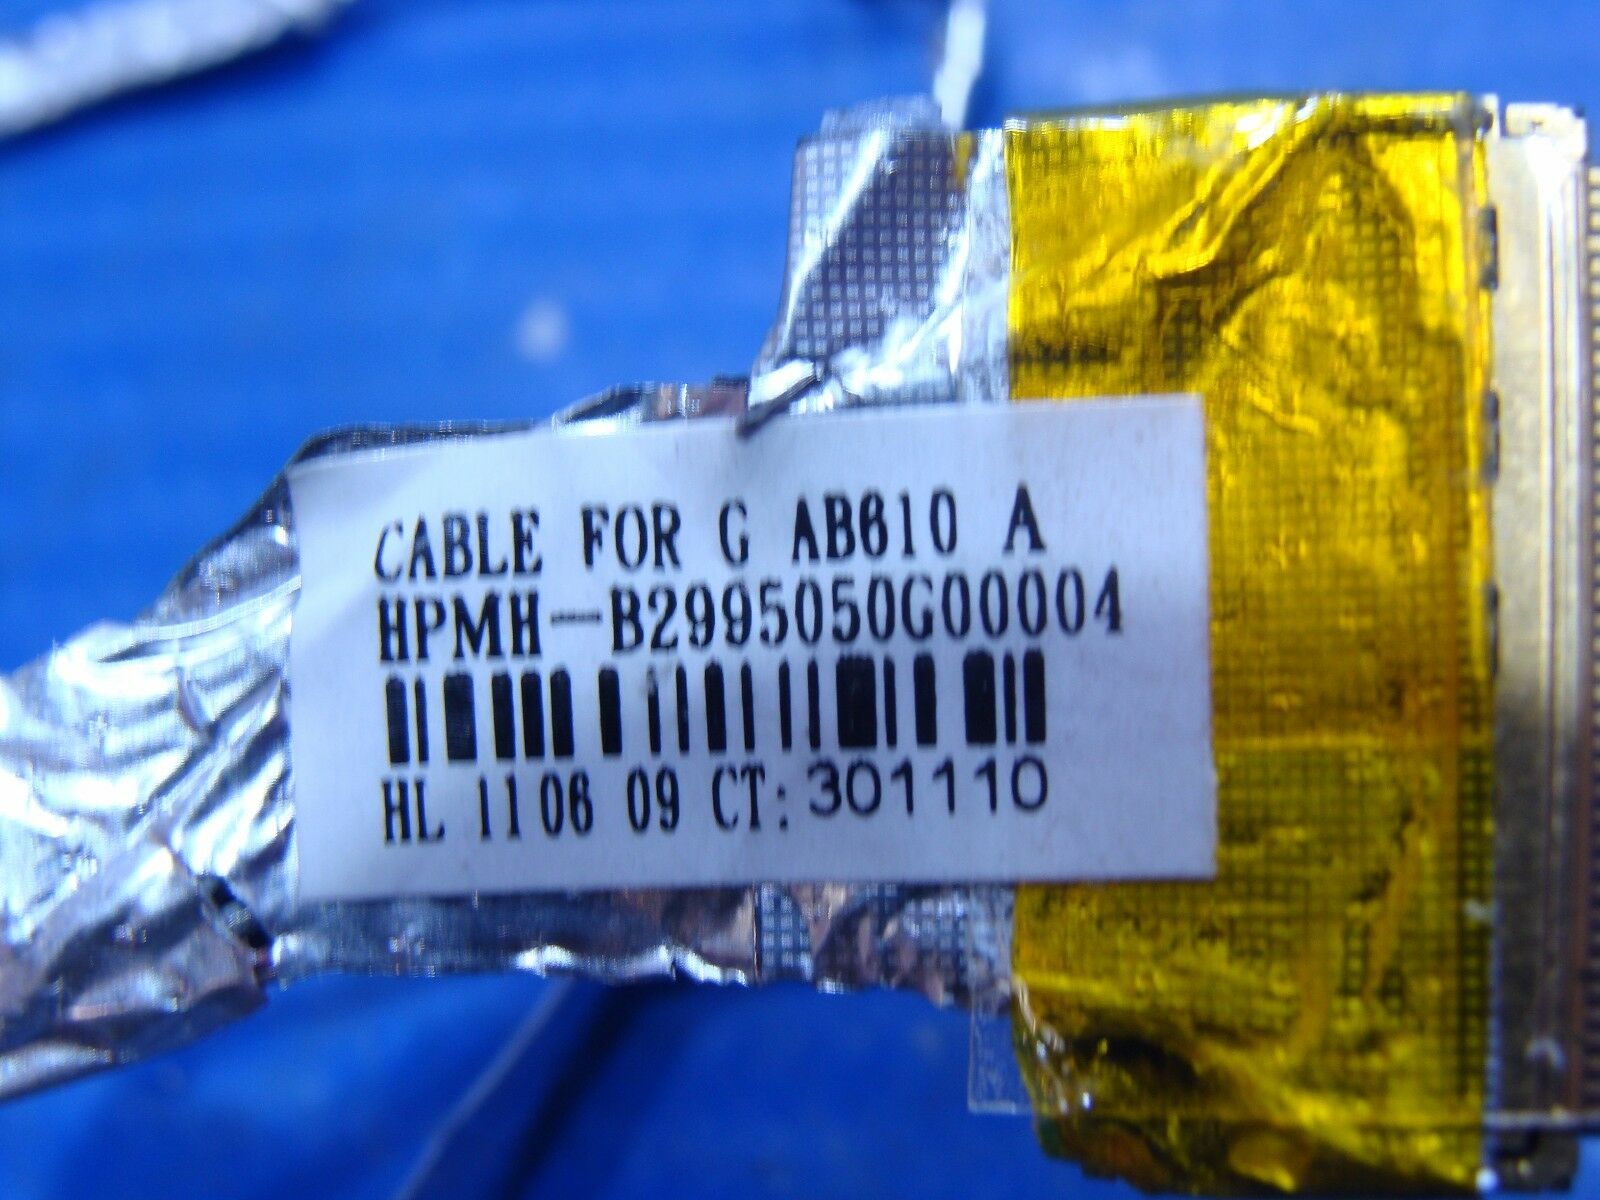 CABLE FOR G AB610 A
HPMH-B2995050G00004
HL 1106 09 CT: 301110